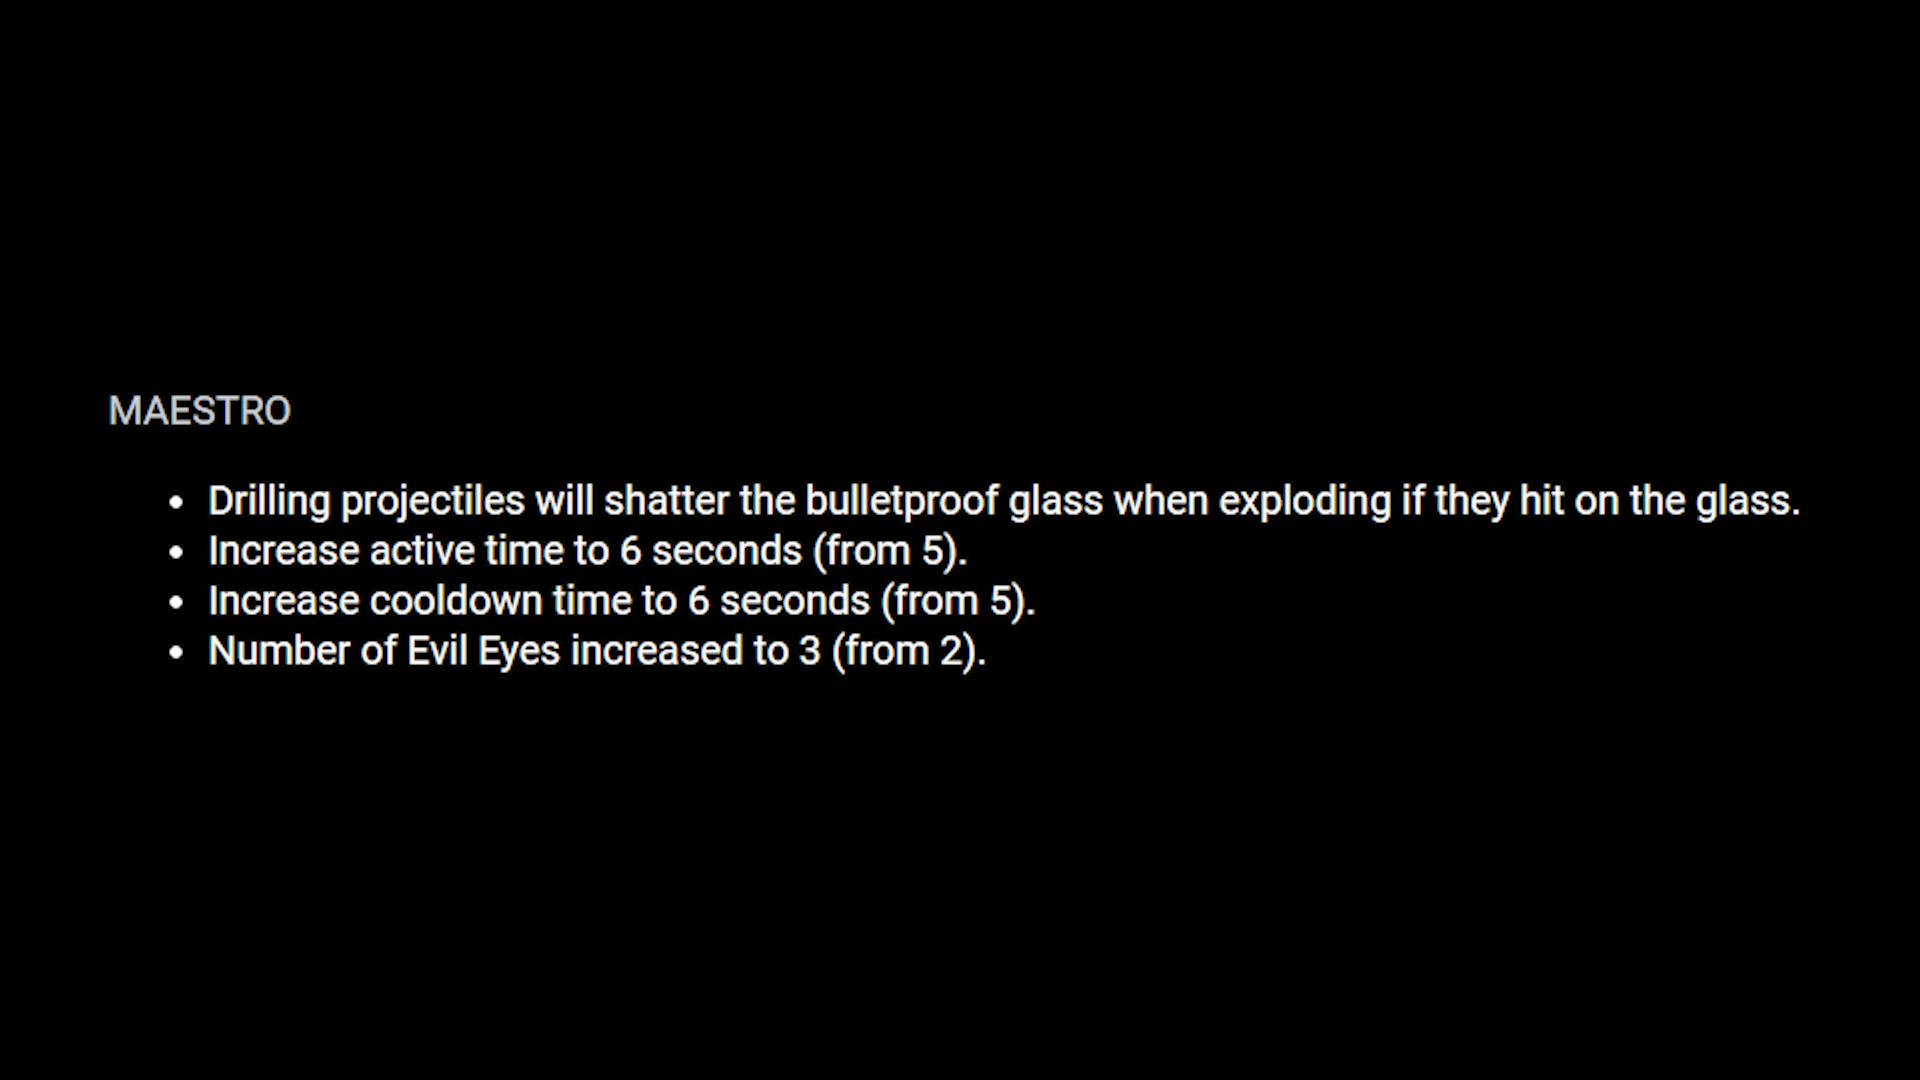 MAESTRO
• Drilling projectiles will shatter the bulletproof glass when exploding if they hit on the glass.
• Increase active time to 6 seconds (from 5).
• Increase cooldown time to 6 seconds (from 5).
• Number of Evil Eyes increased to 3 (from 2).